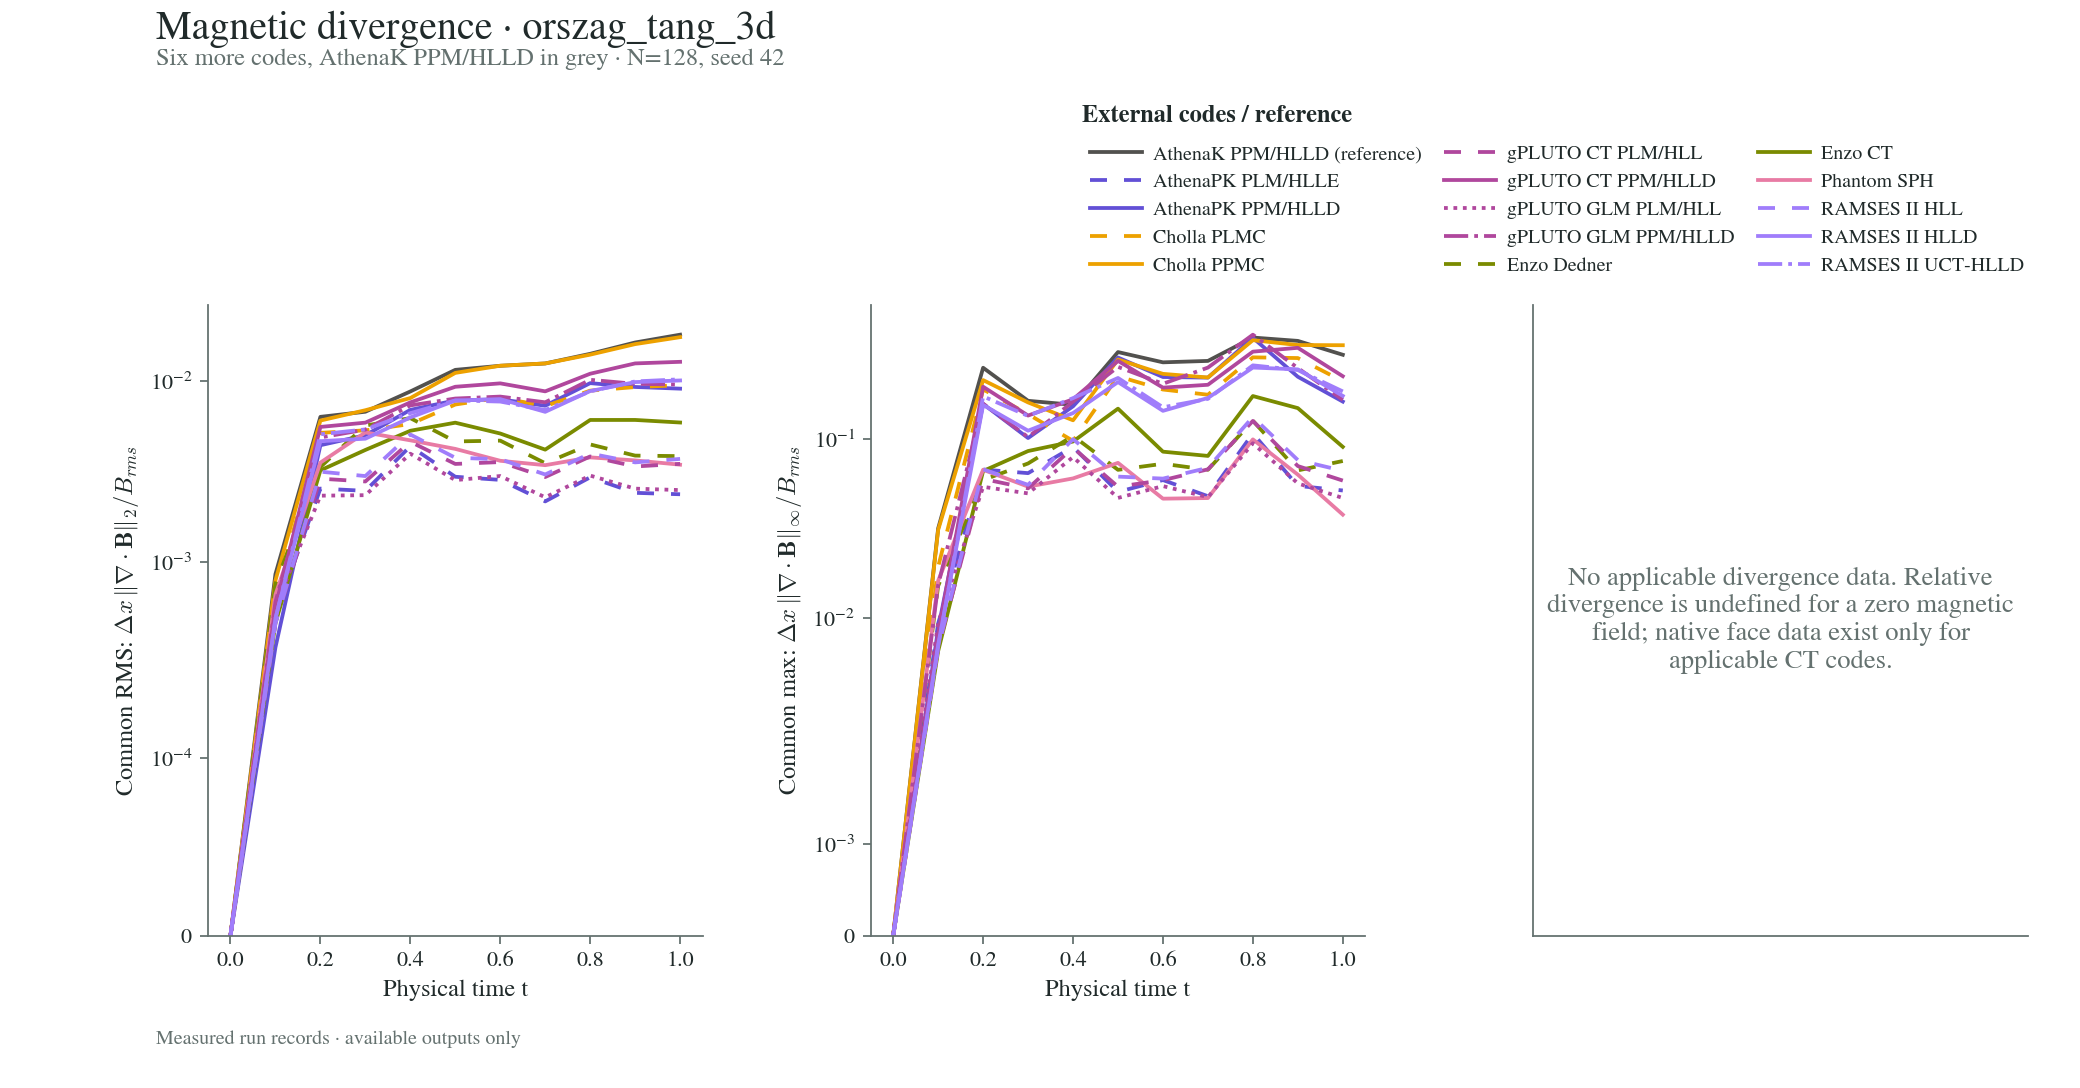 Magnetic divergence · orszag_tang_3d
Six more codes, AthenaK PPM/HLLD in grey · N=128, seed 42
External codes / reference
AthenaK PPM/HLLD (reference)
AthenaPK PLM/HLLE
AthenaPK PPM/HLLD
Cholla PLMC
Cholla PPMC
gPLUTO CT PLM/HLL
gPLUTO CT PPM/HLLD
gPLUTO GLM PLM/HLL
gPLUTO GLM PPM/HLLD
Enzo Dedner
Enzo CT
Phantom SPH
RAMSES II HLL
RAMSES II HLLD
RAMSES II UCT-HLLD
Common RMS: Δx ‖∇ · B‖₂/B_rms
10⁻²
10⁻³
10⁻⁴
0
0.0 0.2 0.4 0.6 0.8 1.0
Physical time t
Common max: Δx ‖∇ · B‖∞/B_rms
10⁻¹
10⁻²
10⁻³
0
0.0 0.2 0.4 0.6 0.8 1.0
Physical time t
No applicable divergence data. Relative
divergence is undefined for a zero magnetic
field; native face data exist only for
applicable CT codes.
Measured run records · available outputs only